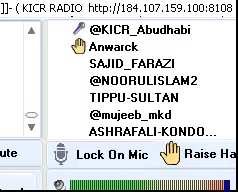 ]]- ( KICR RADIO http://184.107.159.100:8108
@KICR_Abudhabi
Anwarck
SAJID_FARAZI
@NOORULISLAM2
TIPPU-SULTAN
@mujeeb_mkd
ASHRAFALI-KONDO...
ute Lock On Mic Raise Ha